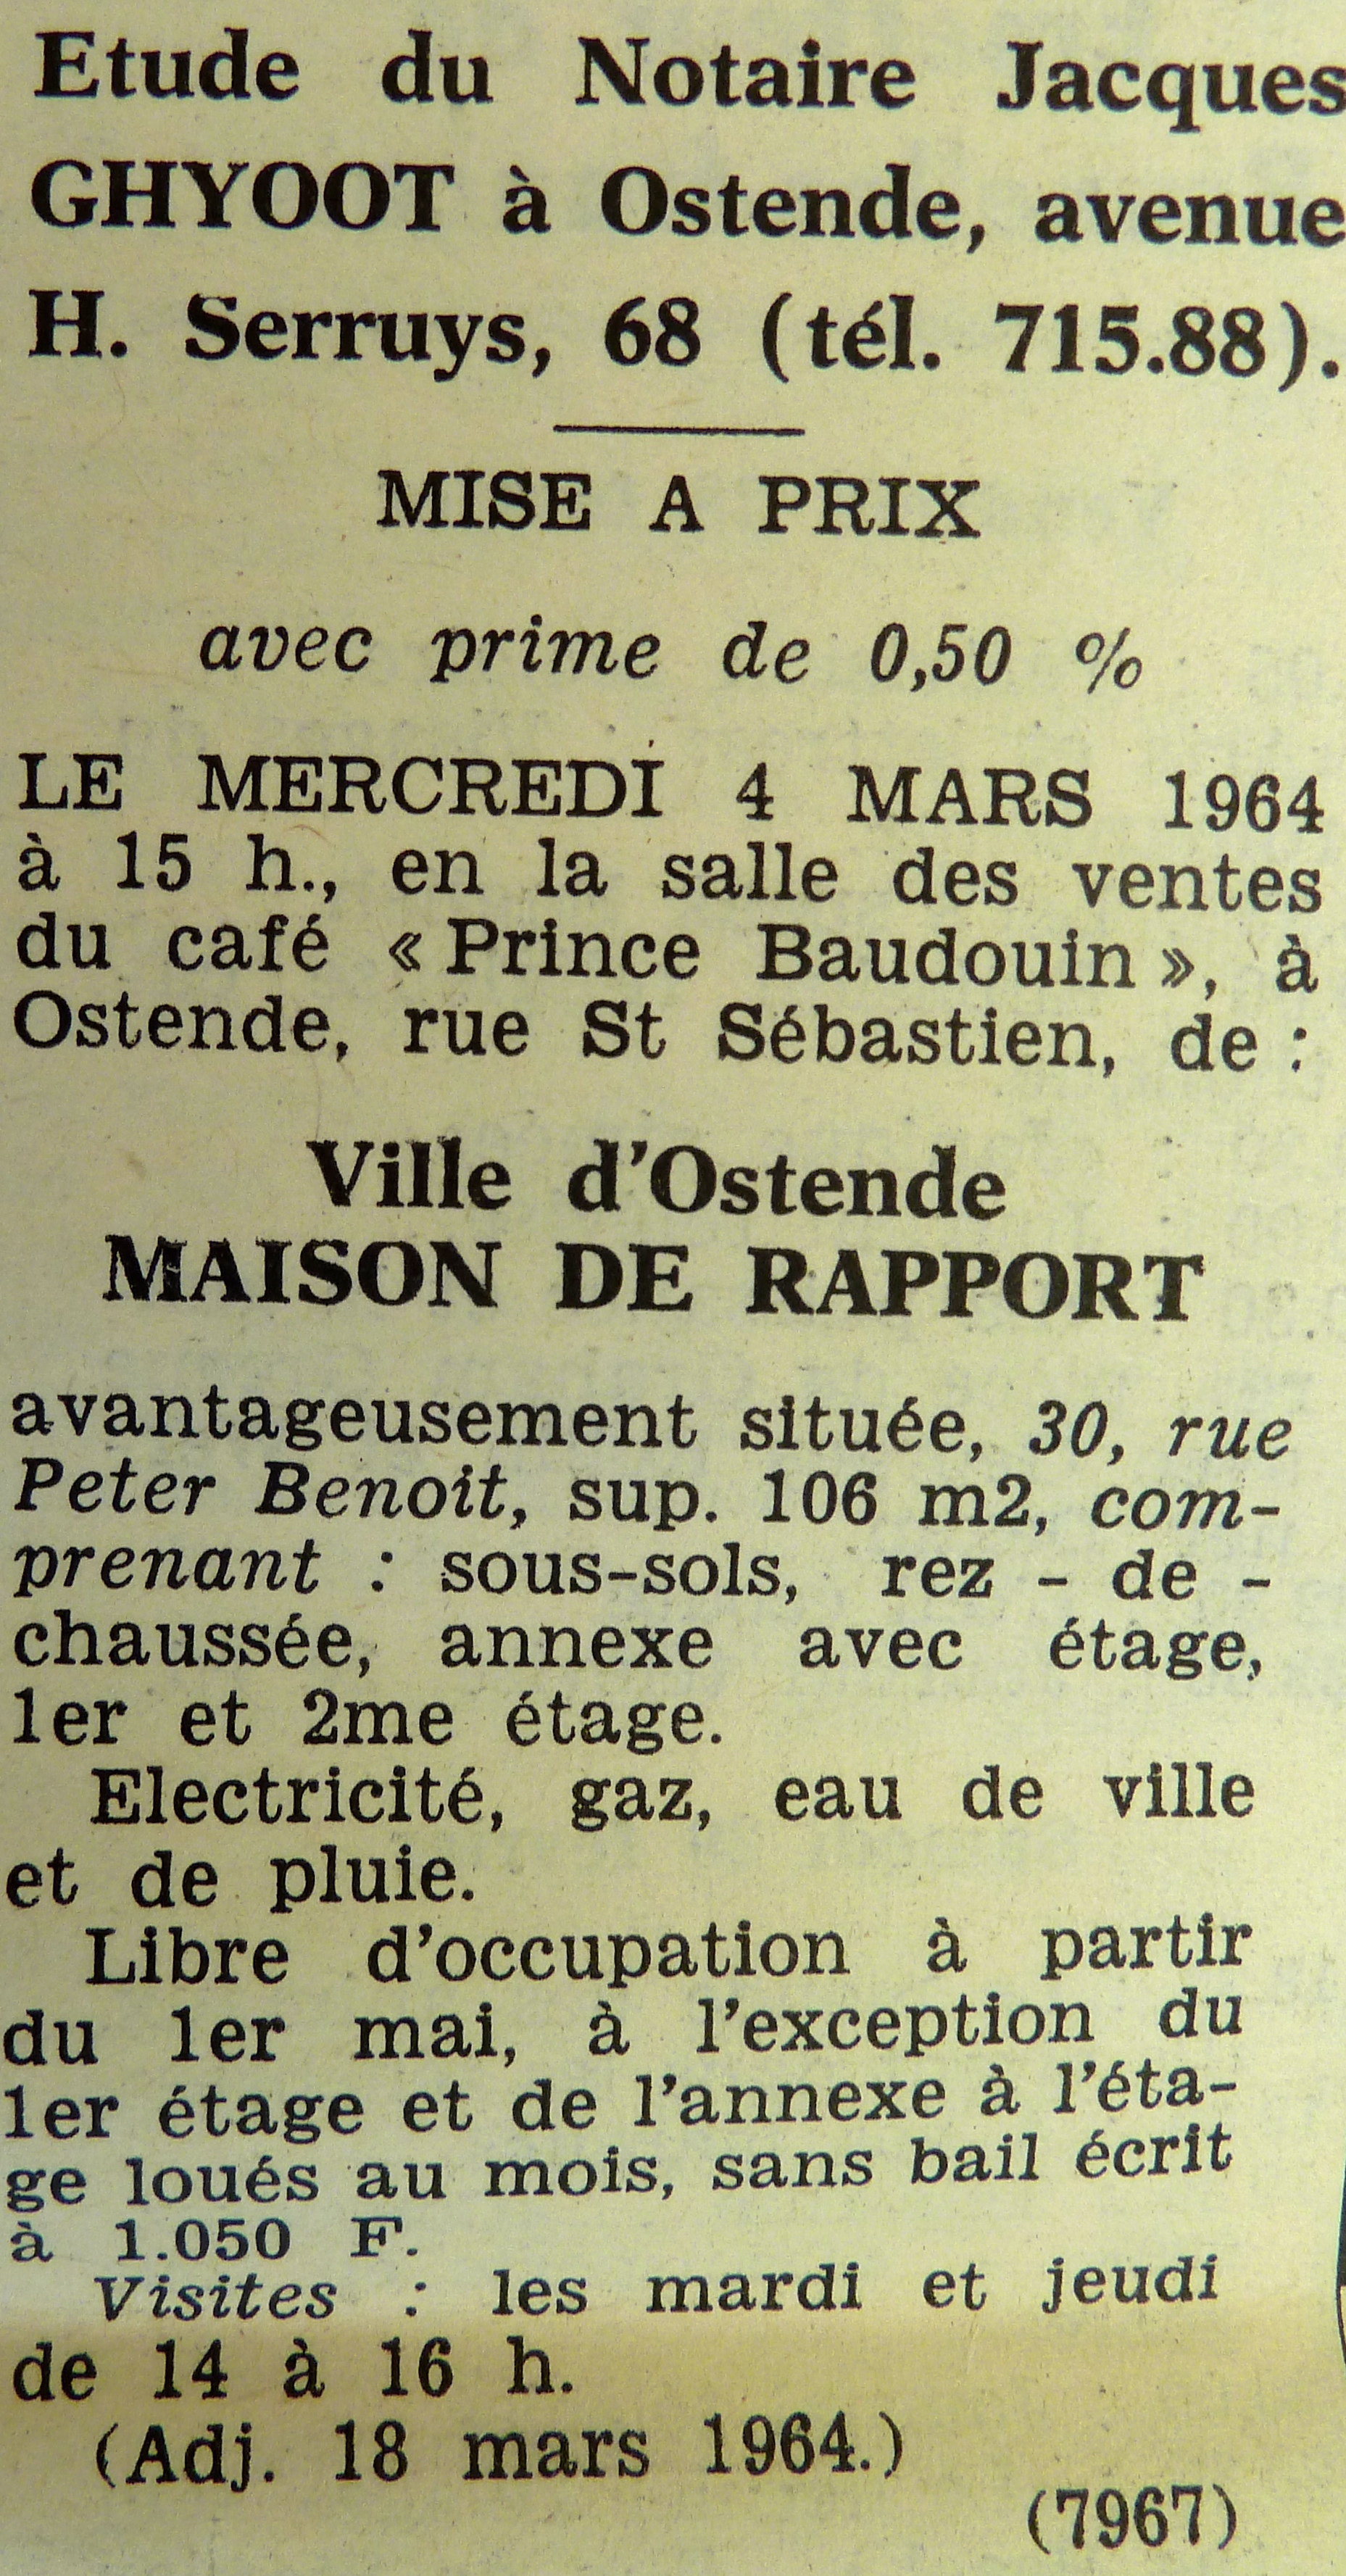 Etude du Notaire Jacques
GHYOOT à Ostende, avenue
H. Serruys, 68 (tél. 715.88).
MISE A PRIX
avec prime de 0,50 %
LE MERCREDI 4 MARS 1964
à 15 h., en la salle des ventes
du café « Prince Baudouin », à
Ostende, rue St Sébastien, de :
Ville d'Ostende
MAISON DE RAPPORT
avantageusement située, 30, rue
Peter Benoit, sup. 106 m2, com-
prenant : sous-sols, rez - de -
chaussée, annexe avec étage,
1er et 2me étage.
Electricité, gaz, eau de ville
et de pluie.
Libre d'occupation à partir
du 1er mai, à l'exception du
1er étage et de l'annexe à l'éta-
ge loués au mois, sans bail écrit
à 1.050 F.
Visites : les mardi et jeudi
de 14 à 16 h.
(Adj. 18 mars 1964.)
(7967)